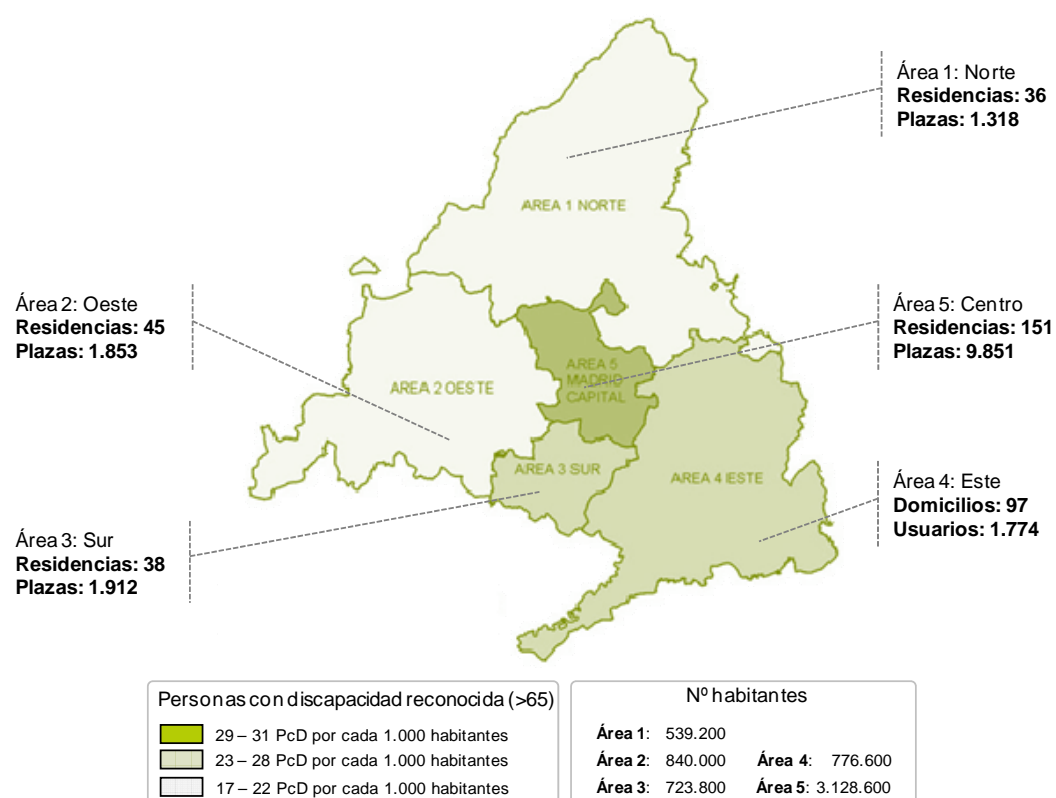 Área 1: Norte
Residencias: 36
Plazas: 1.318
AREA 1 NORTE
Área 2: Oeste
Residencias: 45
Plazas: 1.853
Área 5: Centro
Residencias: 151
Plazas: 9.851
AREA 5
MADRID
CAPITAL
AREA 2 OESTE
AREA 3 SUR
AREA 4 IESTE
Área 4: Este
Domicilios: 97
Usuarios: 1.774
Área 3: Sur
Residencias: 38
Plazas: 1.912
Personas con discapacidad reconocida (>65)
29 – 31 PcD por cada 1.000 habitantes
23 – 28 PcD por cada 1.000 habitantes
17 – 22 PcD por cada 1.000 habitantes
Nº habitantes
Área 1: 539.200
Área 2: 840.000 Área 4: 776.600
Área 3: 723.800 Área 5: 3.128.600